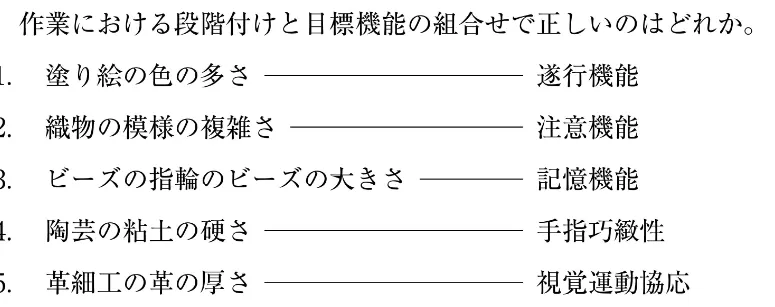 作業における段階付けと目標機能の組合せで正しいのはどれか。
1. 塗り絵の色の多さ ――― 遂行機能
2. 織物の模様の複雑さ ――― 注意機能
3. ビーズの指輪のビーズの大きさ ――― 記憶機能
4. 陶芸の粘土の硬さ ――― 手指巧緻性
5. 革細工の革の厚さ ――― 視覚運動協応